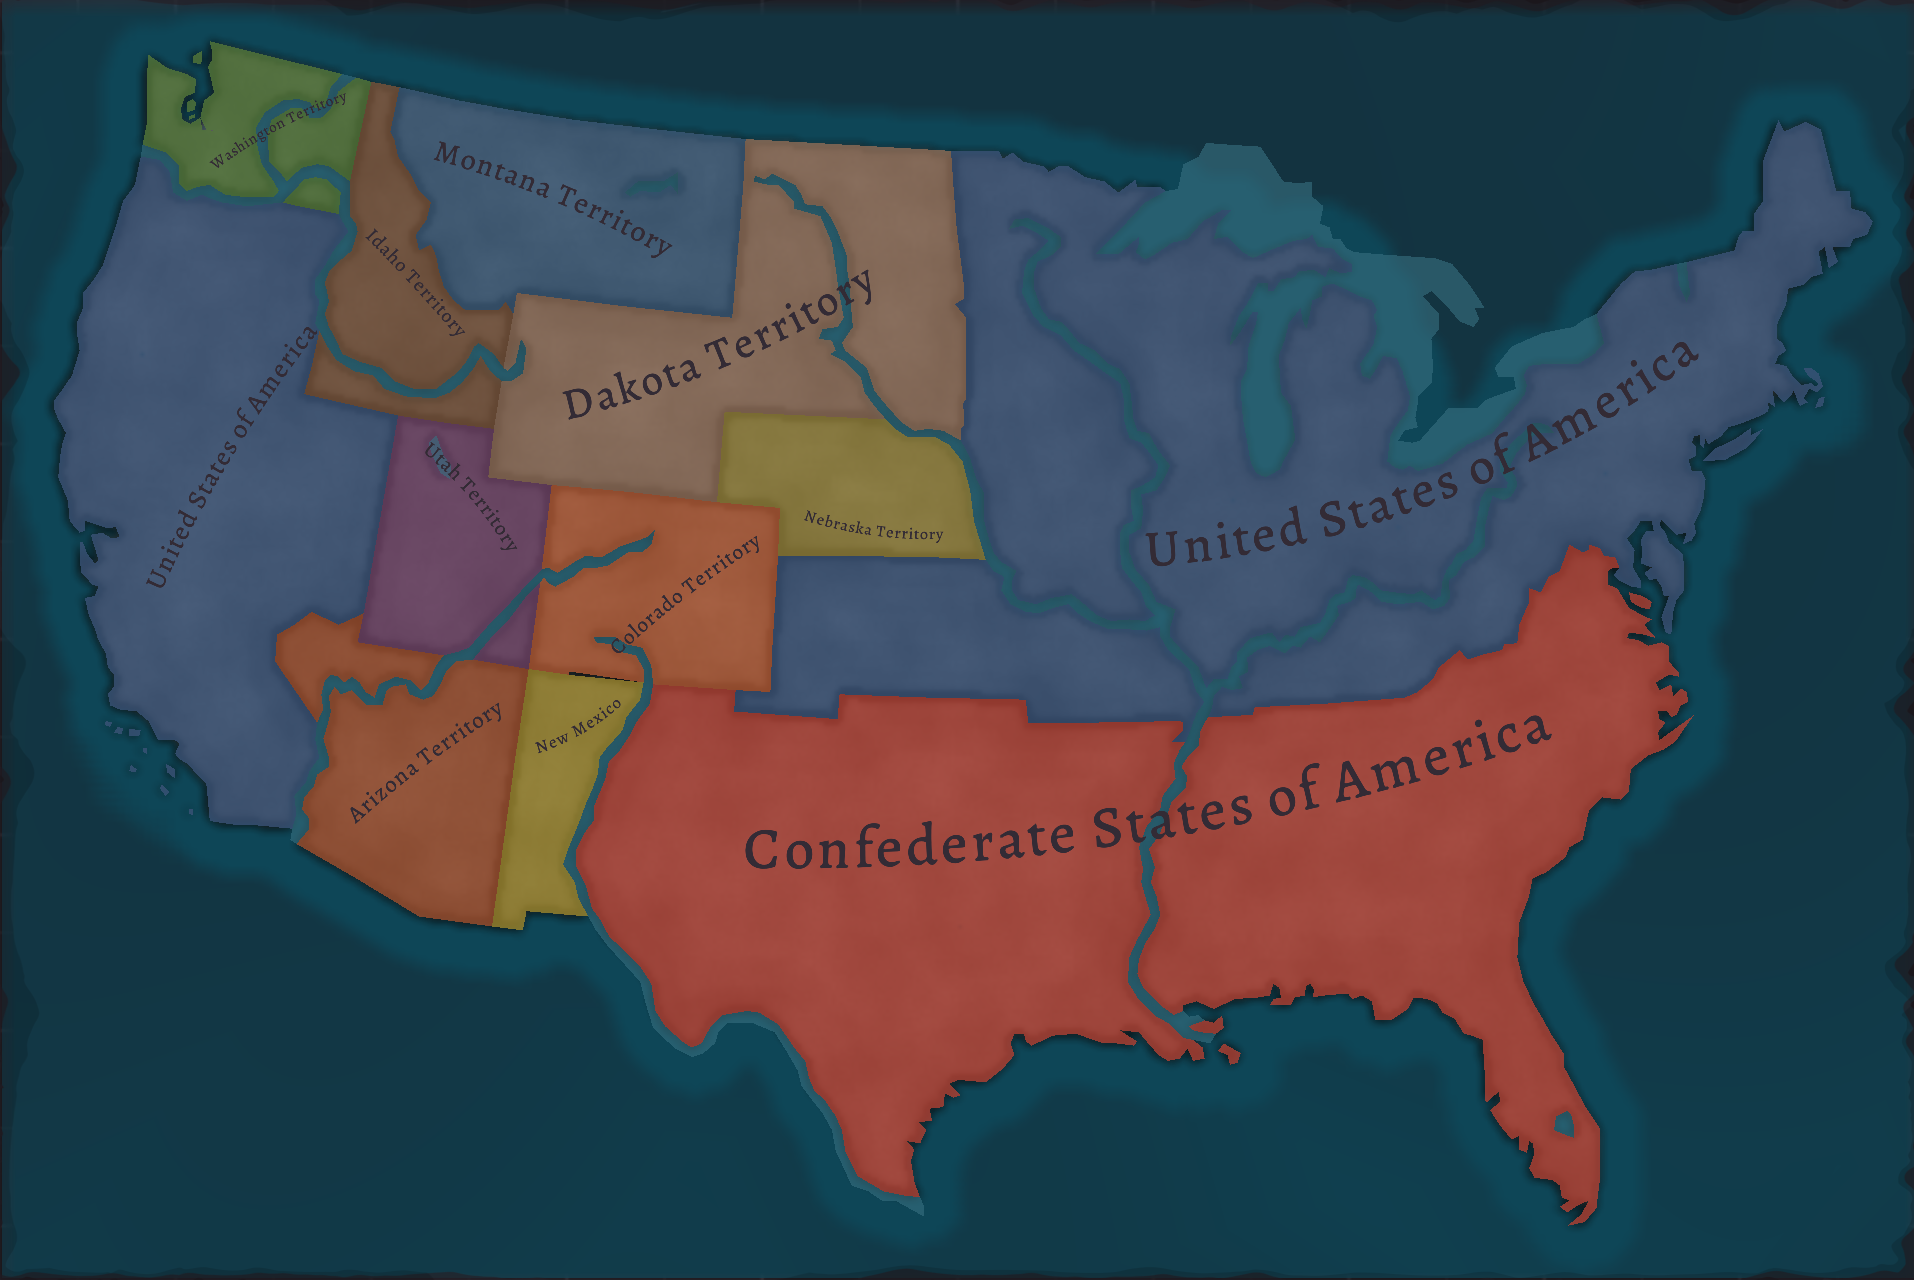 Washington Territory
Montana Territory
Idaho Territory
Dakota Territory
United States of America
United States of America
Utah Territory
Nebraska Territory
Colorado Territory
New Mexico
Arizona Territory
Confederate States of America